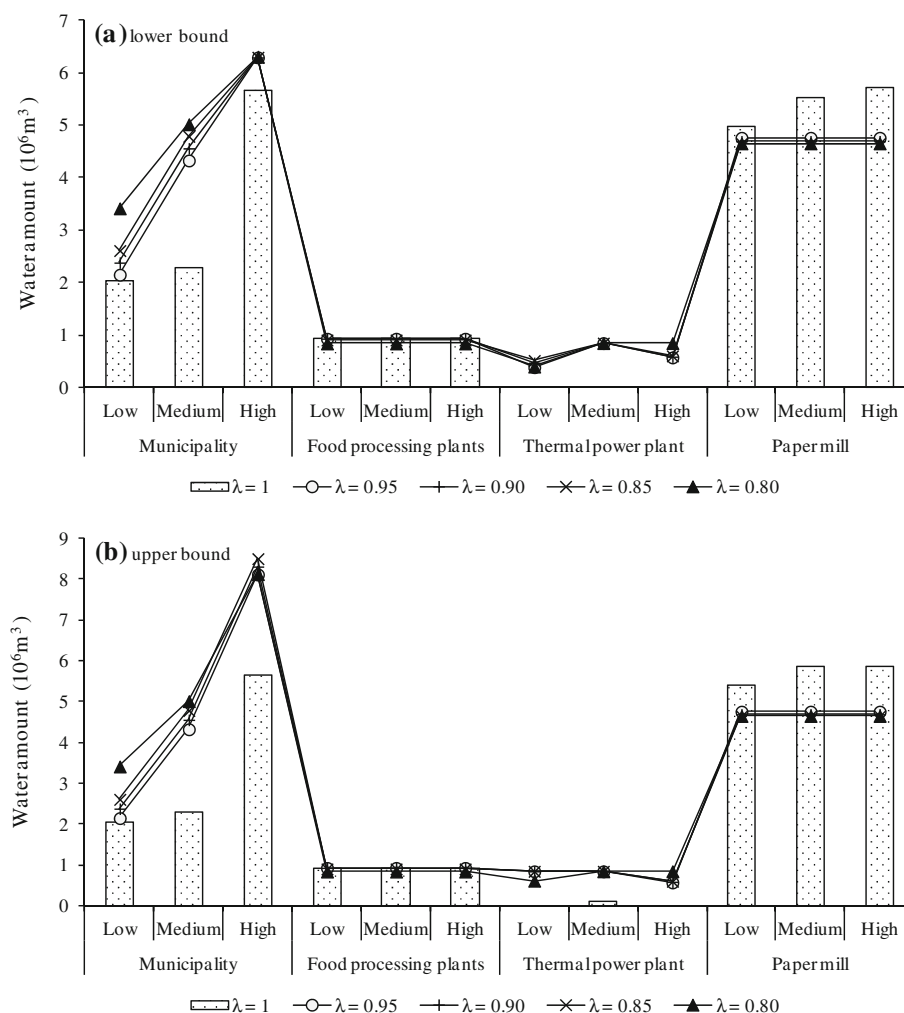 (a) lower bound
7
6
5
4
3
2
1
0
Water amount (10⁶m³)
Low Medium High Low Medium High Low Medium High Low Medium High
Municipality Food processing plants Thermal power plant Paper mill
λ= 1 λ= 0.95 λ= 0.90 λ= 0.85 λ= 0.80
(b) upper bound
9
8
7
6
5
4
3
2
1
0
Water amount (10⁶m³)
Low Medium High Low Medium High Low Medium High Low Medium High
Municipality Food processing plants Thermal power plant Paper mill
λ= 1 λ= 0.95 λ= 0.90 λ= 0.85 λ= 0.80